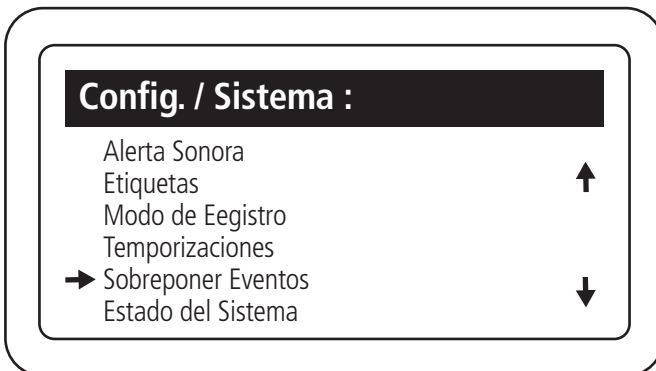 Config. / Sistema :
Alerta Sonora
Etiquetas
Modo de Eegistro
Temporizaciones
Sobreponer Eventos
Estado del Sistema